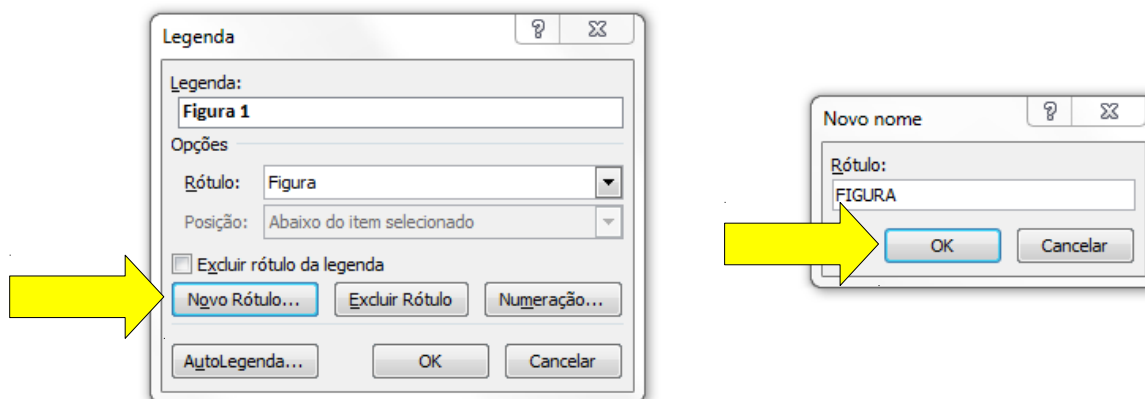 Legenda
Legenda:
Figura 1
Opções
Rótulo: Figura
Posição: Abaixo do item selecionado
Excluir rótulo da legenda
Novo Rótulo... Excluir Rótulo Numeração...
AutoLegenda... OK Cancelar
Novo nome
Rótulo:
FIGURA
OK Cancelar